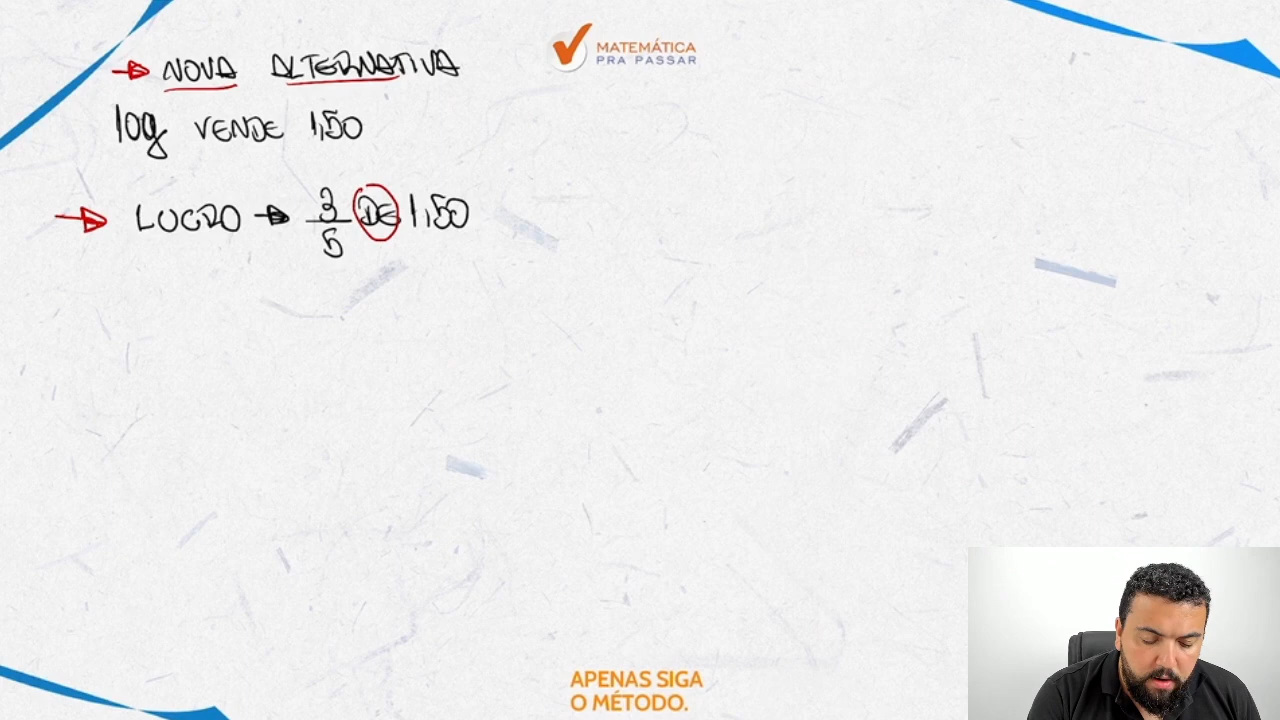 NOVA ALTERNATIVA
MATEMÁTICA
PRA PASSAR
10g VENDE 1,50
LUCRO → 3/5 DE 1,50
APENAS SIGA
O MÉTODO.